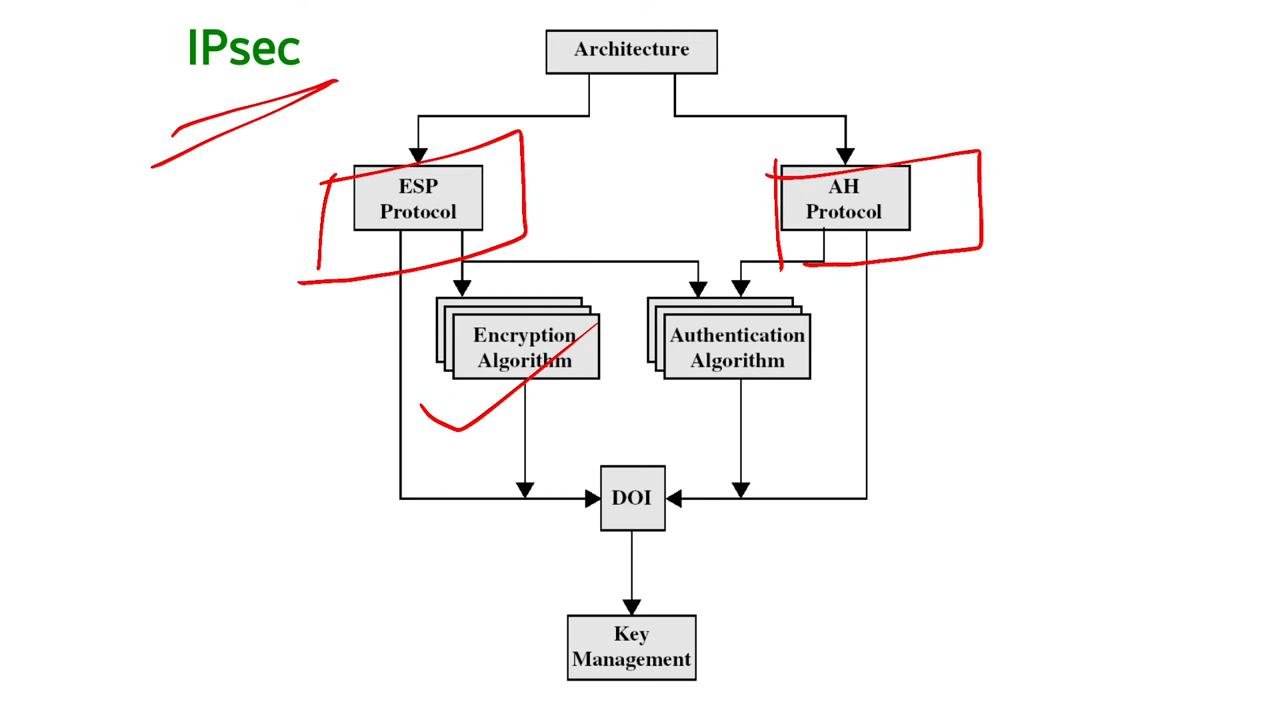 IPsec
Architecture
ESP
Protocol
AH
Protocol
Encryption
Algorithm
Authentication
Algorithm
DOI
Key
Management